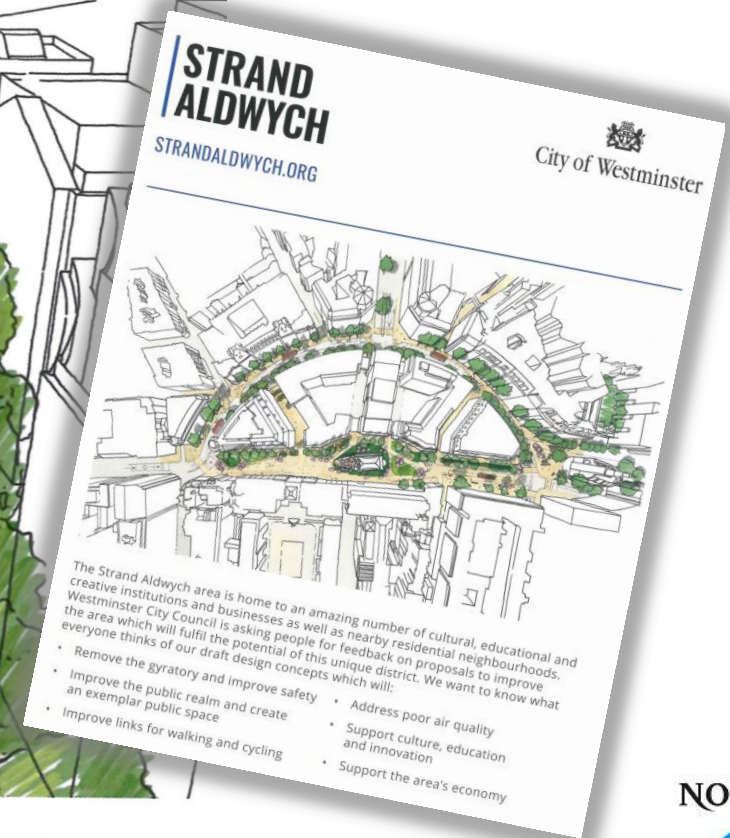 STRAND
ALDWYCH
STRANDALDWYCH.ORG
City of Westminster
The Strand Aldwych area is home to an amazing number of cultural, educational and
creative institutions and businesses as well as nearby residential neighbourhoods.
Westminster City Council is asking people for feedback on proposals to improve
the area which will fulfil the potential of this unique district. We want to know what
everyone thinks of our draft design concepts which will:
• Remove the gyratory and improve safety
• Improve the public realm and create
an exemplar public space
• Improve links for walking and cycling
• Address poor air quality
• Support culture, education
and innovation
• Support the area's economy
NO